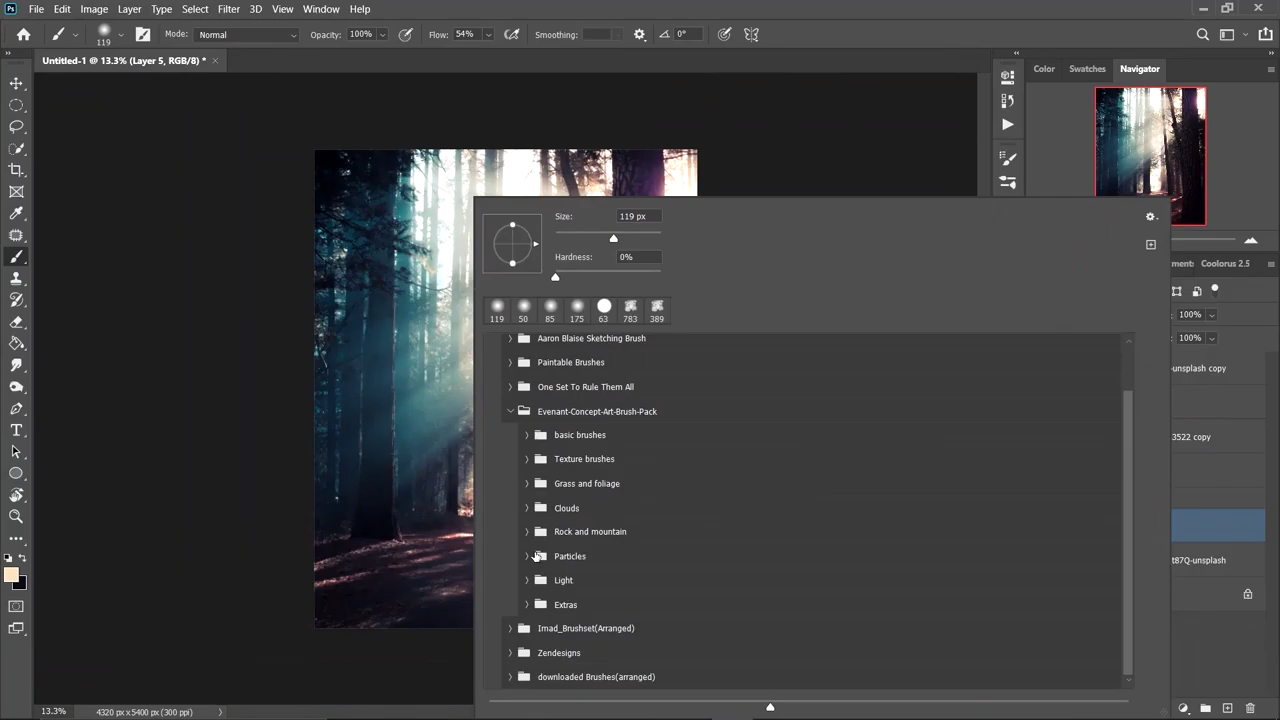 Ps File Edit Image Layer Type Select Filter 3D View Window Help
119 Mode: Normal Opacity: 100% Flow: 54% Smoothing: 0°
Untitled-1 @ 13.3% (Layer 5, RGB/8) * Color Swatches Navigator
Size: 119 px
Hardness: 0%
ment: Coolorus 2.5
119 50 85 175 63 783 389
100%
100%
Aaron Blaise Sketching Brush
Paintable Brushes
-unsplash copy
One Set To Rule Them All
Evenant-Concept-Art-Brush-Pack
basic brushes
3522 copy
Texture brushes
Grass and foliage
Clouds
Rock and mountain
Particles
t87Q-unsplash
Light
Extras
Imad_Brushset(Arranged)
Zendesigns
downloaded Brushes(arranged)
13.3% 4320 px x 5400 px (300 ppi)